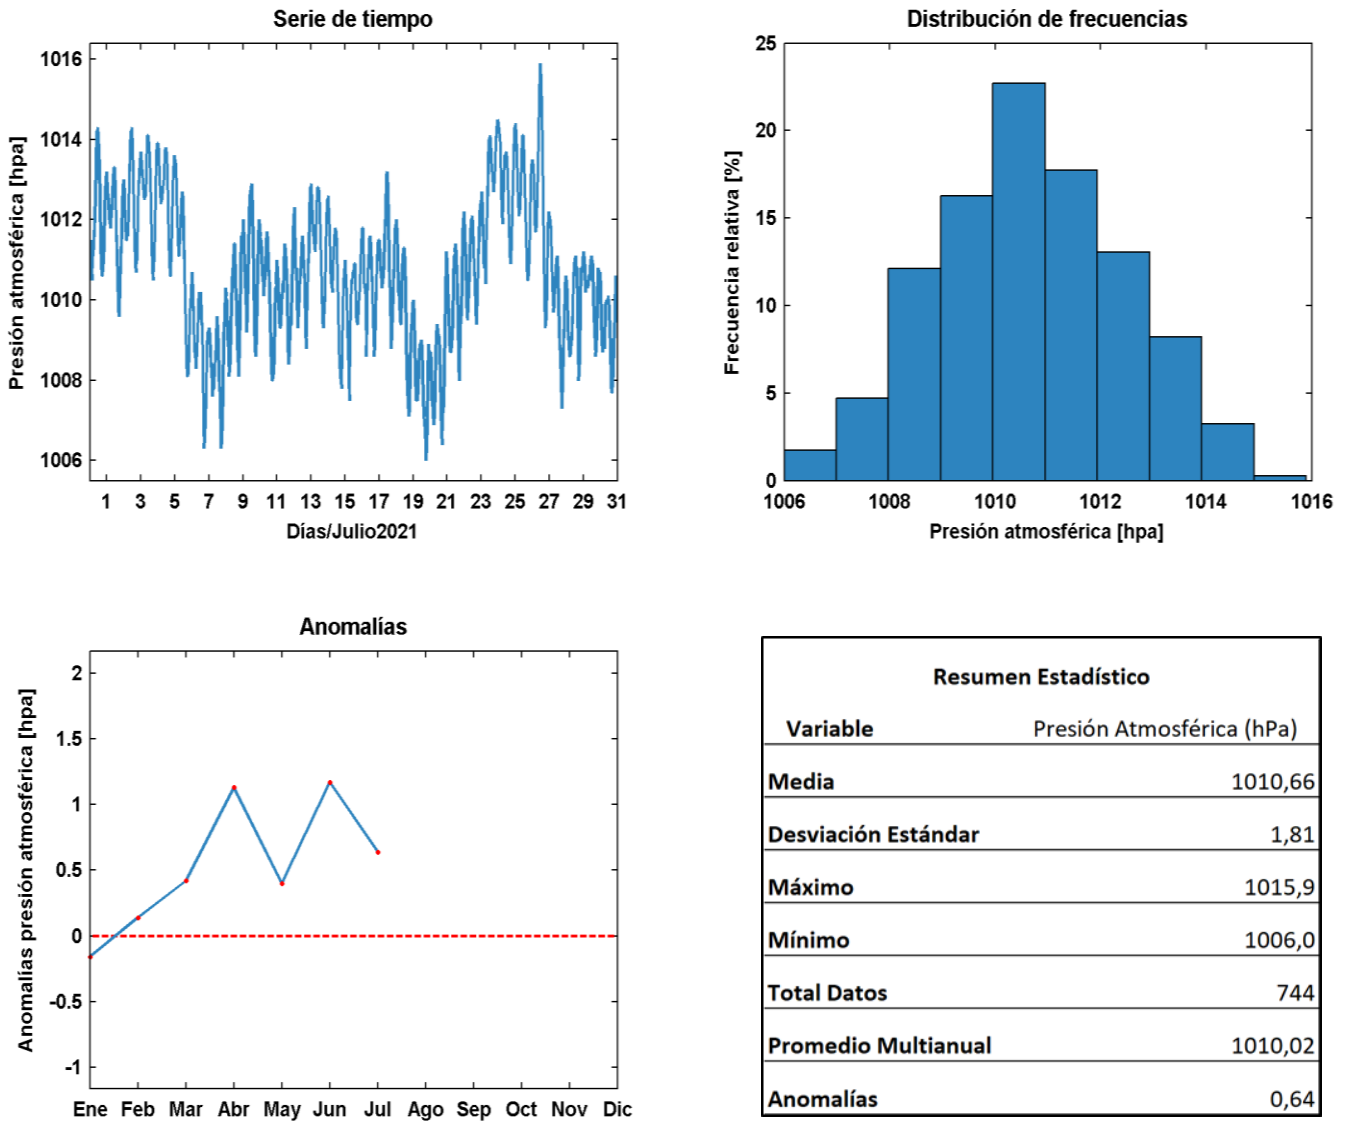 Serie de tiempo
Presión atmosférica [hpa]
1016
1014
1012
1010
1008
1006
1 3 5 7 9 11 13 15 17 19 21 23 25 27 29 31
Días/Julio2021
Distribución de frecuencias
Frecuencia relativa [%]
25
20
15
10
5
0
1006 1008 1010 1012 1014 1016
Presión atmosférica [hpa]
Anomalías
Anomalías presión atmosférica [hpa]
2
1.5
1
0.5
0
-0.5
-1
Ene Feb Mar Abr May Jun Jul Ago Sep Oct Nov Dic
Resumen Estadístico
Variable Presión Atmosférica (hPa)
Media 1010,66
Desviación Estándar 1,81
Máximo 1015,9
Mínimo 1006,0
Total Datos 744
Promedio Multianual 1010,02
Anomalías 0,64